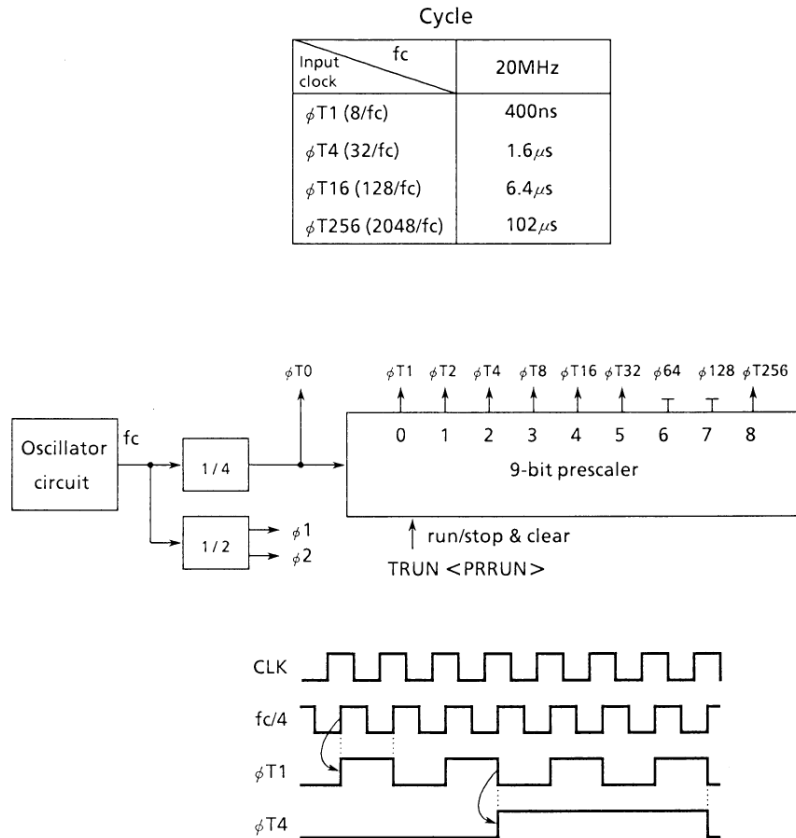 Cycle
Input clock fc 20MHz
ϕT1 (8/fc) 400ns
ϕT4 (32/fc) 1.6μs
ϕT16 (128/fc) 6.4μs
ϕT256 (2048/fc) 102μs
ϕT0 ϕT1 ϕT2 ϕT4 ϕT8 ϕT16 ϕT32 ϕ64 ϕ128 ϕT256
0 1 2 3 4 5 6 7 8
Oscillator circuit
fc
1/4
9-bit prescaler
1/2
ϕ1
ϕ2
run/stop & clear
TRUN <PRRUN>
CLK
fc/4
ϕT1
ϕT4